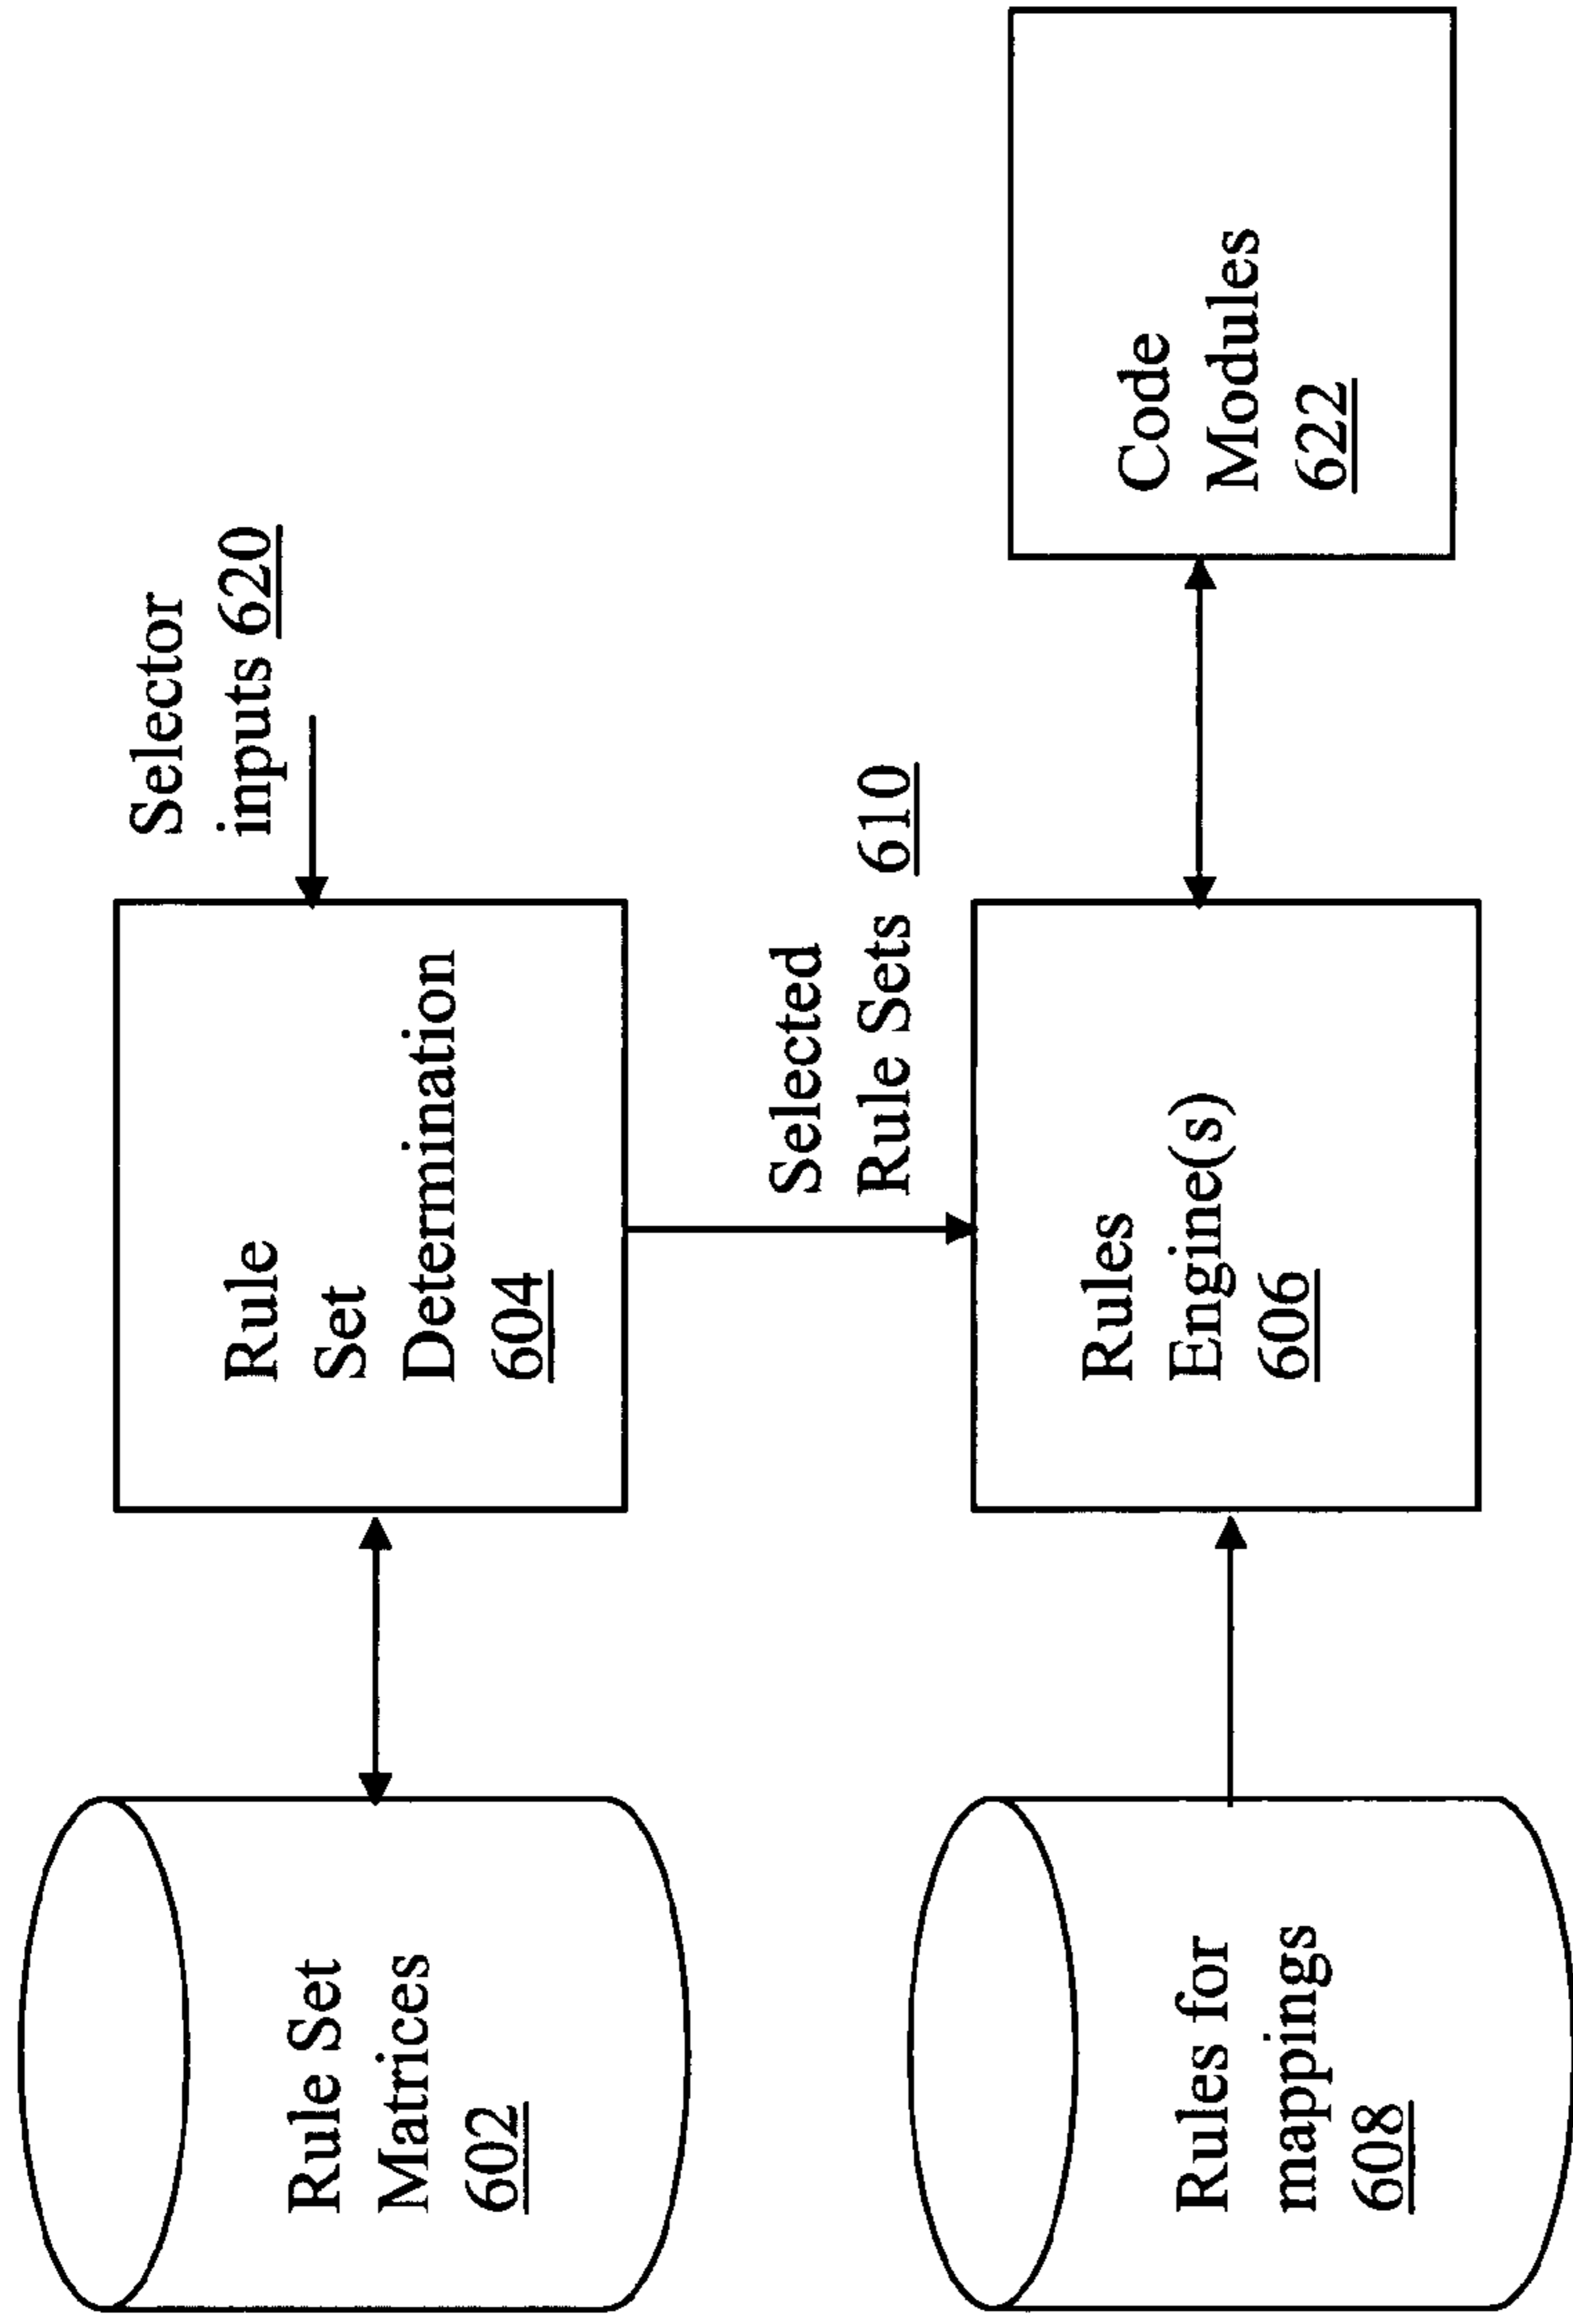 Rule Set
Matrices
602
Rule
Set
Determination
604
Selector
inputs 620
Selected
Rule Sets 610
Rules for
mappings
608
Rules
Engine(s)
606
Code
Modules
622